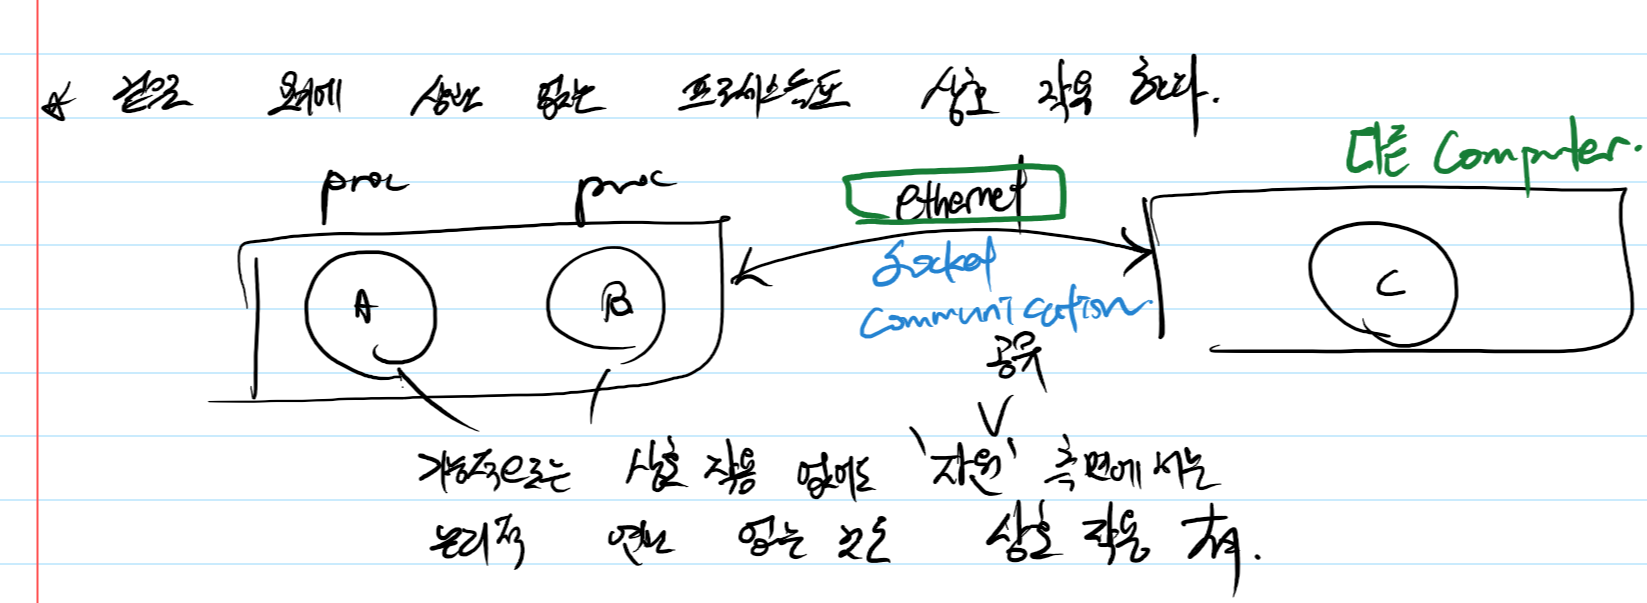 * 겉으로 보기에 상관 없는 프로세스들도 상호 작용 한다.
다른 Computer.
proc proc ethernet
A B C
Socket
Communication
공유
기능적으로는 상호 작용 없어도 '자원' 측면에서는
논리적 연관 없는 것도 상호 작용 有.